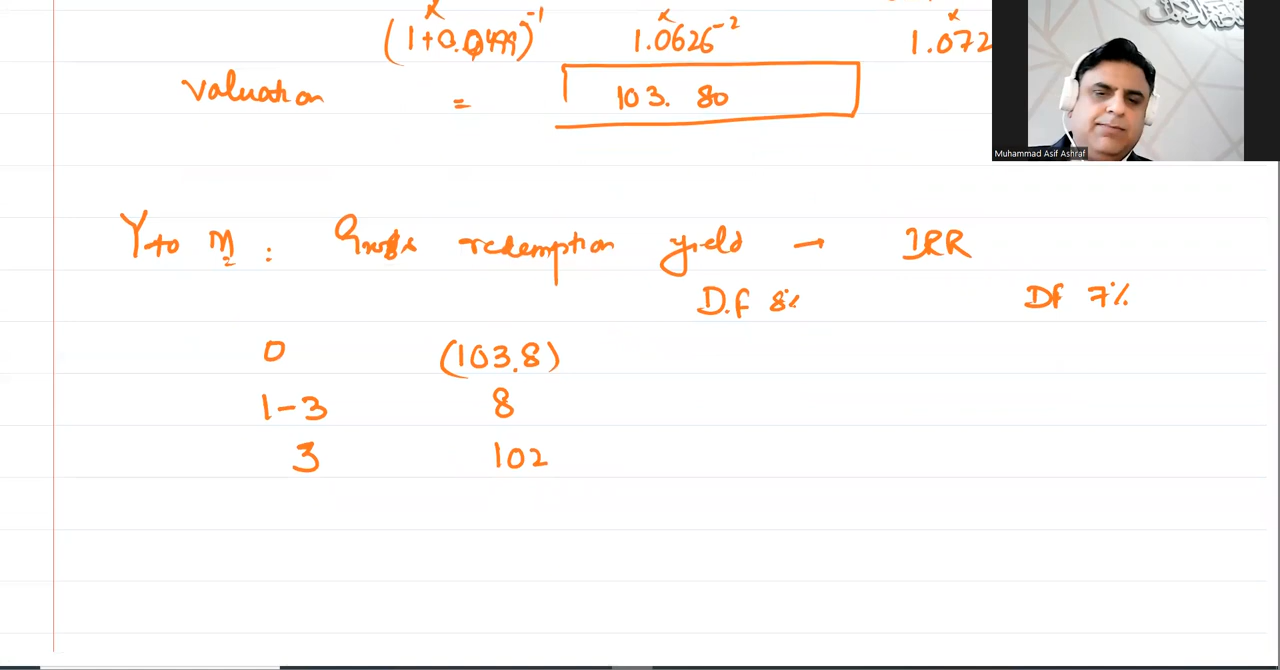 (1+0.0499)⁻¹ 1.0626⁻² 1.072
Valuation = 103. 80
Muhammad Asif Ashraf
Y to M : Gross redemption yield → IRR
D.f 8% Df 7%
0 (103.8)
1-3 8
3 102